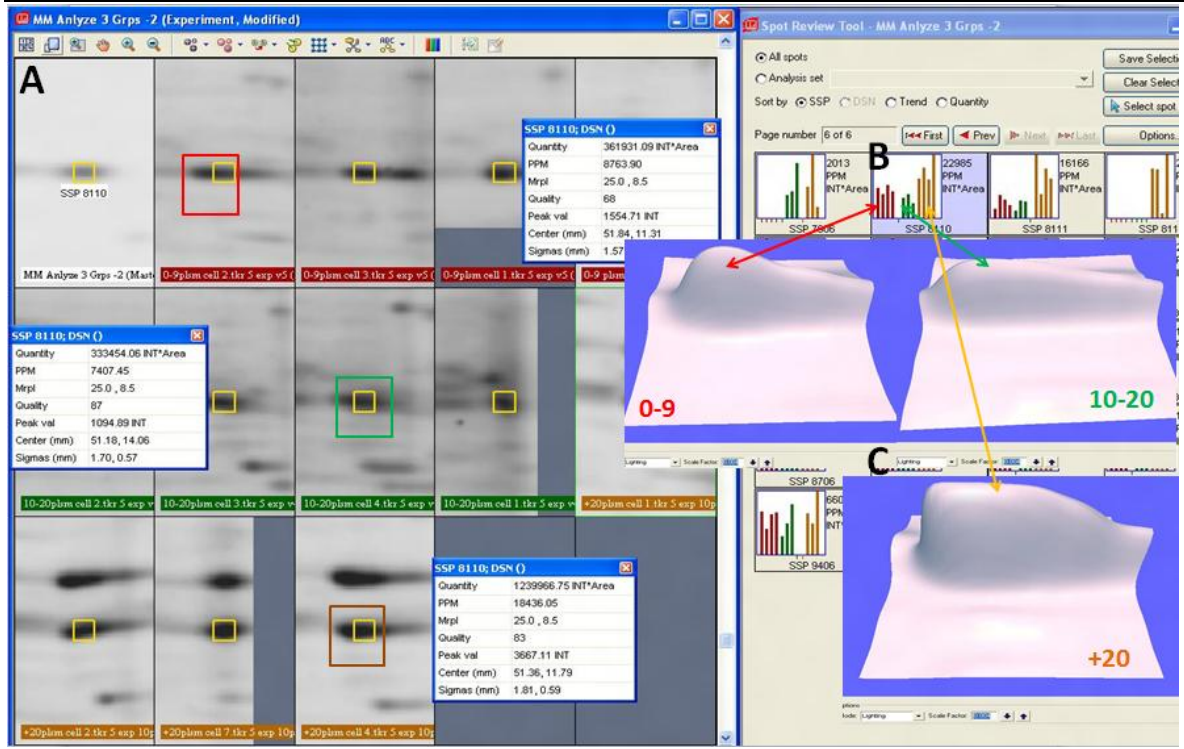 MM Anlyze 3 Grps -2 (Experiment, Modified)
A
SSP 8110
MM Anlyze 3 Grps -2
0-9plsm cell 2.tkr 5 exp v5 (
0-9plsm cell 3.tkr 5 exp v5 (
0-9plsm cell 1.tkr 5 exp v5 (
SSP 8110; DSN ()
Quantity 361931.09 INT*Area
PPM 8763.90
Mrpl 25.0 , 8.5
Quality 68
Peak val 1554.71 INT
Center (mm) 51.84, 11.31
Sigmas (mm) 1.57
SSP 8110; DSN ()
Quantity 333454.06 INT*Area
PPM 7407.45
Mrpl 25.0 , 8.5
Quality 87
Peak val 1094.89 INT
Center (mm) 51.18, 14.06
Sigmas (mm) 1.70, 0.57
10-20plsm cell 2.tkr 5 exp v
10-20plsm cell 3.tkr 5 exp v
10-20plsm cell 4.tkr 5 exp v
10-20plsm cell 1.tkr 5 exp v
+20plsm cell 1.tkr 5 exp 10p
SSP 8110; DSN ()
Quantity 1239966.75 INT*Area
PPM 18436.05
Mrpl 25.0 , 8.5
Quality 83
Peak val 3667.11 INT
Center (mm) 51.36, 11.79
Sigmas (mm) 1.81, 0.59
+20plsm cell 2.tkr 5 exp 10p
+20plsm cell 7.tkr 5 exp 10p
+20plsm cell 4.tkr 5 exp 10p
Spot Review Tool - MM Anlyze 3 Grps -2
All spots
Save Selecti
Analysis set
Clear Select
Sort by SSP DSN Trend Quantity
Select spot
Page number 6 of 6 First Prev Next Last Options..
B
2013 PPM INT*Area
22985 PPM INT*Area
16166 PPM INT*Area
SSP 8110
SSP 8111
SSP 811
0-9
10-20
Lighting Scale Factor
Lighting Scale Factor
C
SSP 8706
660
SSP 9406
+20
Lighting Scale Factor